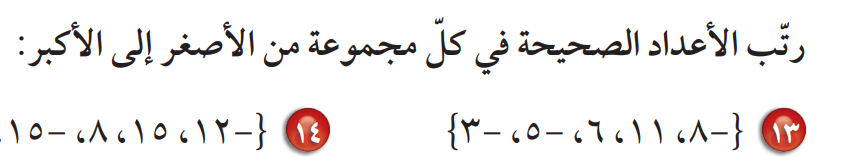 رتّب الأعداد الصحيحة في كلّ مجموعة من الأصغر إلى الأكبر:
١٣ {−٨، ١١، ٦، −٥، −٣}
١٤ {−١٢، ١٥، ٨، −١٥،